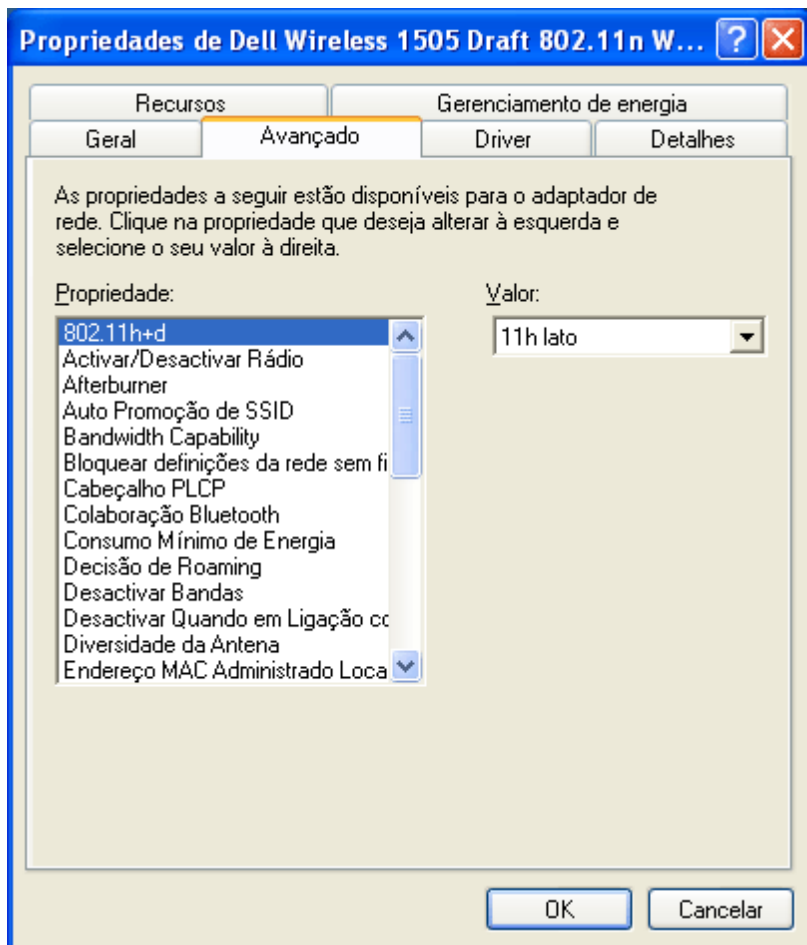 Propriedades de Dell Wireless 1505 Draft 802.11n W...
Recursos
Gerenciamento de energia
Geral
Avançado
Driver
Detalhes
As propriedades a seguir estão disponíveis para o adaptador de
rede. Clique na propriedade que deseja alterar à esquerda e
selecione o seu valor à direita.
Propriedade:
Valor:
802.11h+d
11h lato
Activar/Desactivar Rádio
Afterburner
Auto Promoção de SSID
Bandwidth Capability
Bloquear definições da rede sem fi
Cabeçalho PLCP
Colaboração Bluetooth
Consumo Mínimo de Energia
Decisão de Roaming
Desactivar Bandas
Desactivar Quando em Ligação co
Diversidade da Antena
Endereço MAC Administrado Loca
OK
Cancelar